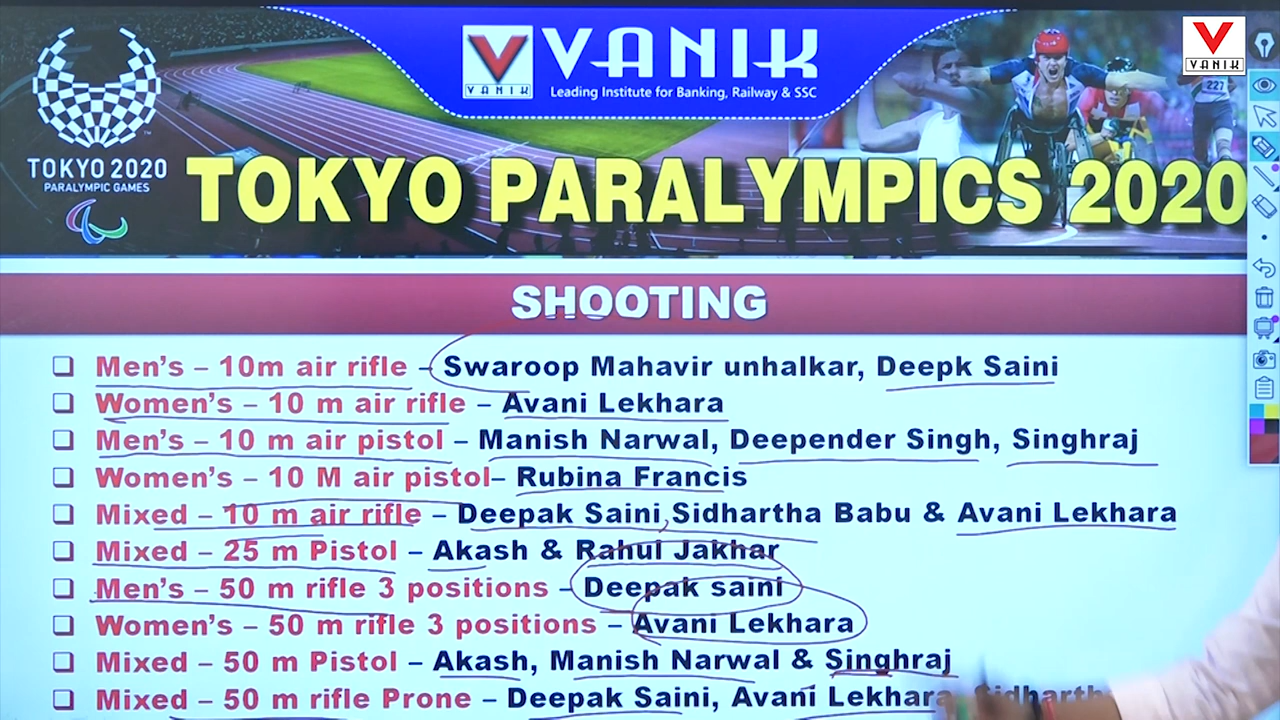 VANIK
VANIK
Leading Institute for Banking, Railway & SSC
VANIK
227
TOKYO 2020
PARALYMPIC GAMES
TOKYO PARALYMPICS 2020
SHOOTING
Men's – 10m air rifle – Swaroop Mahavir unhalkar, Deepk Saini
Women's – 10 m air rifle – Avani Lekhara
Men's – 10 m air pistol – Manish Narwal, Deepender Singh, Singhraj
Women's – 10 M air pistol– Rubina Francis
Mixed – 10 m air rifle – Deepak Saini, Sidhartha Babu & Avani Lekhara
Mixed – 25 m Pistol – Akash & Rahul Jakhar
Men's – 50 m rifle 3 positions – Deepak saini
Women's – 50 m rifle 3 positions – Avani Lekhara
Mixed – 50 m Pistol – Akash, Manish Narwal & Singhraj
Mixed – 50 m rifle Prone – Deepak Saini, Avani Lekhara,